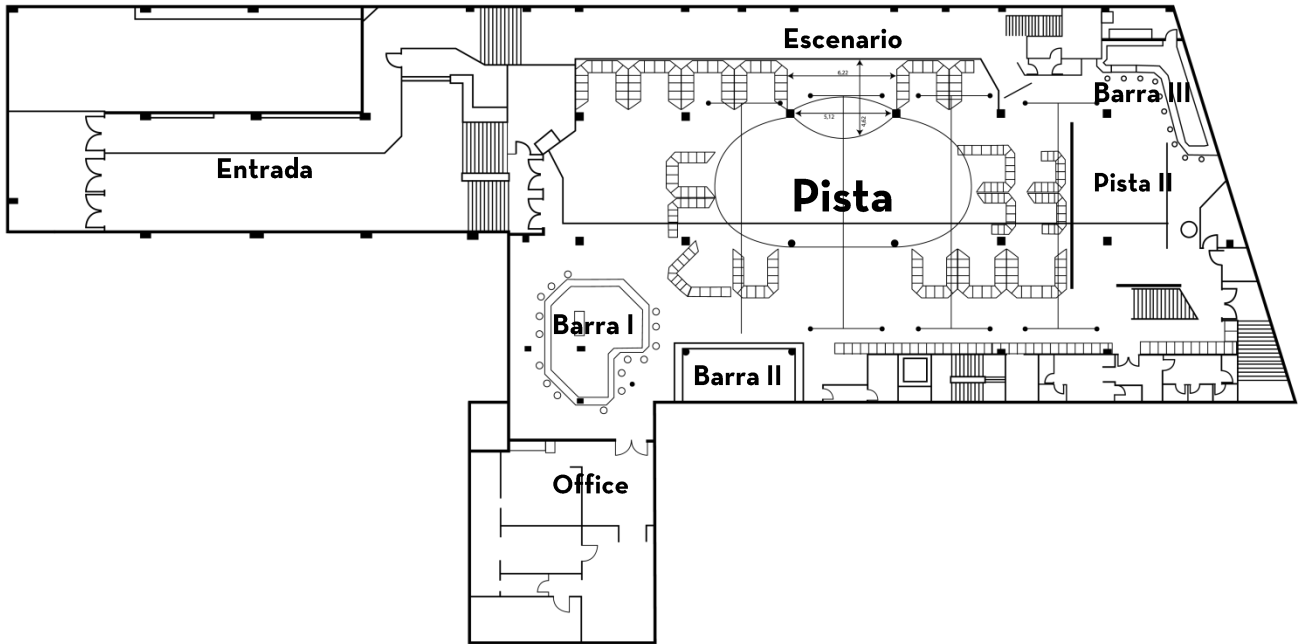 Escenario
6,22
Barra III
5,12
4,62
Entrada
Pista
Pista II
Barra I
Barra II
Office